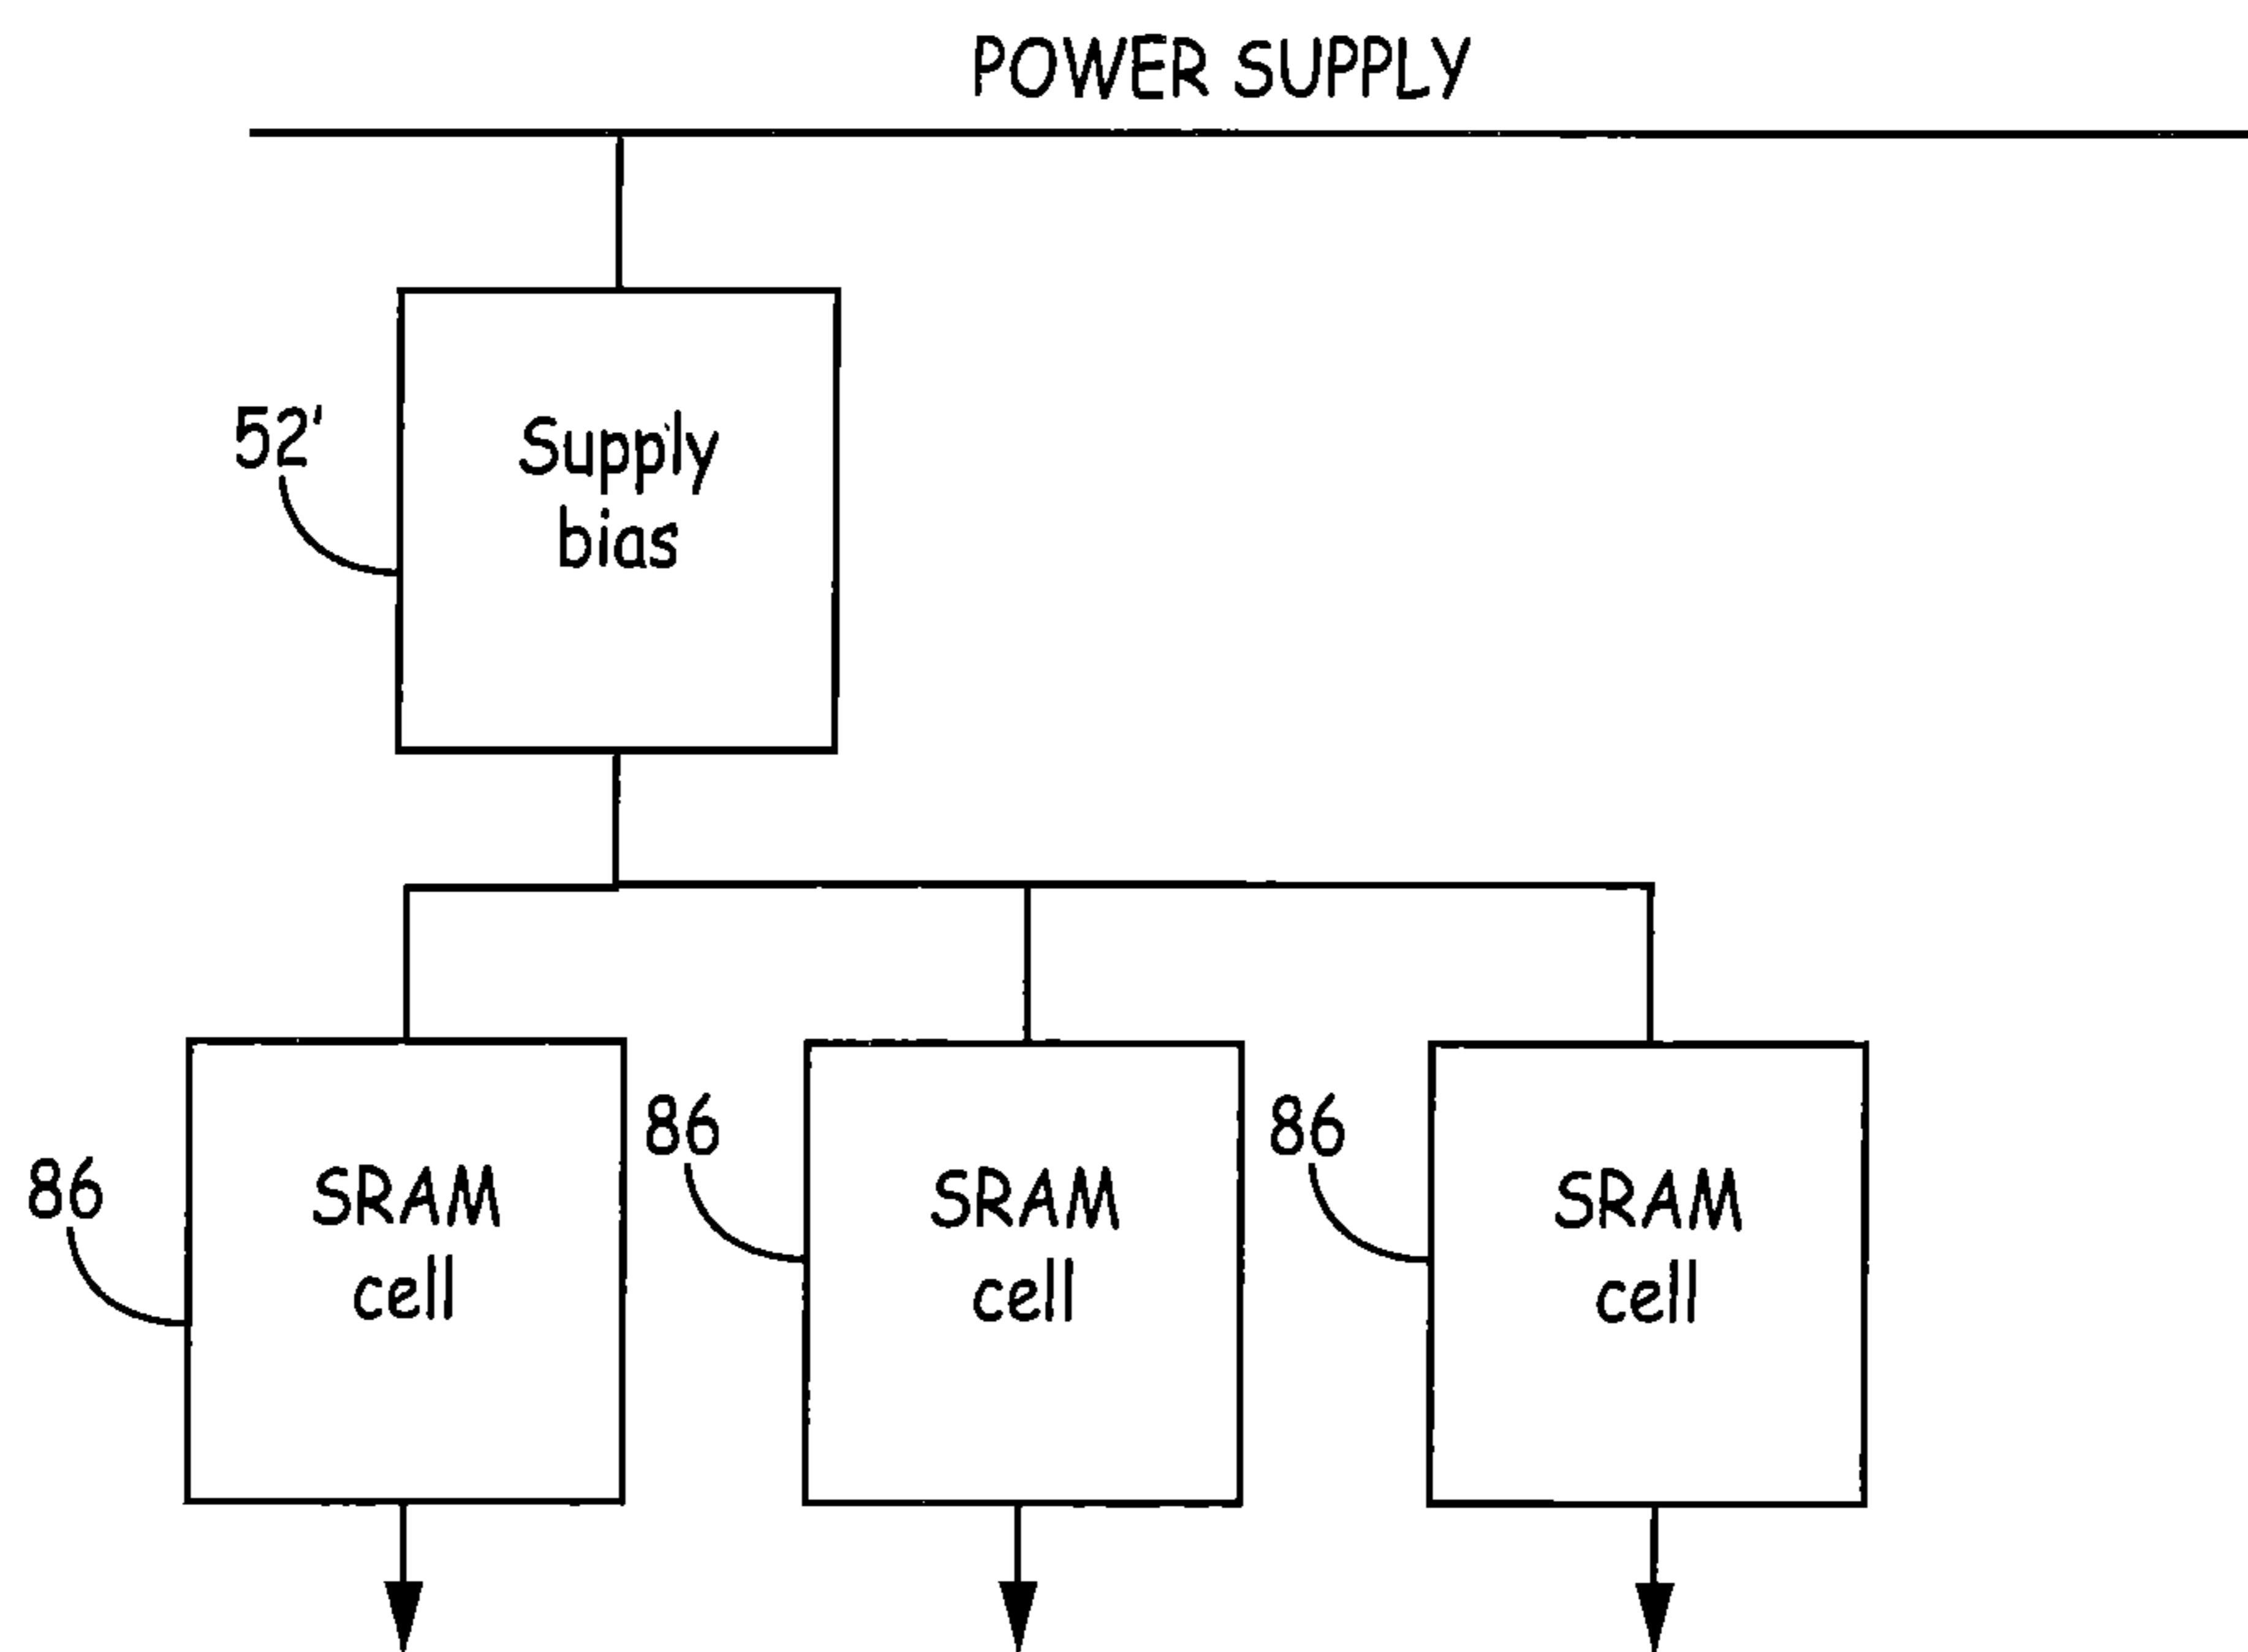 POWER SUPPLY
52'
Supply
bias
86
SRAM
cell
86
SRAM
cell
86
SRAM
cell